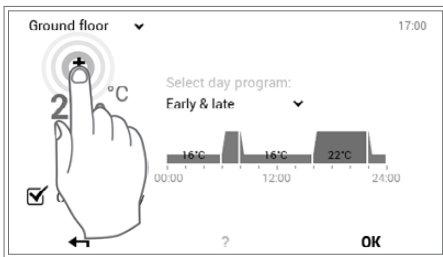 Ground floor
17:00
+
2 °C
Select day program:
Early & late
16°C 16°C 22°C
00:00 12:00 24:00
? OK